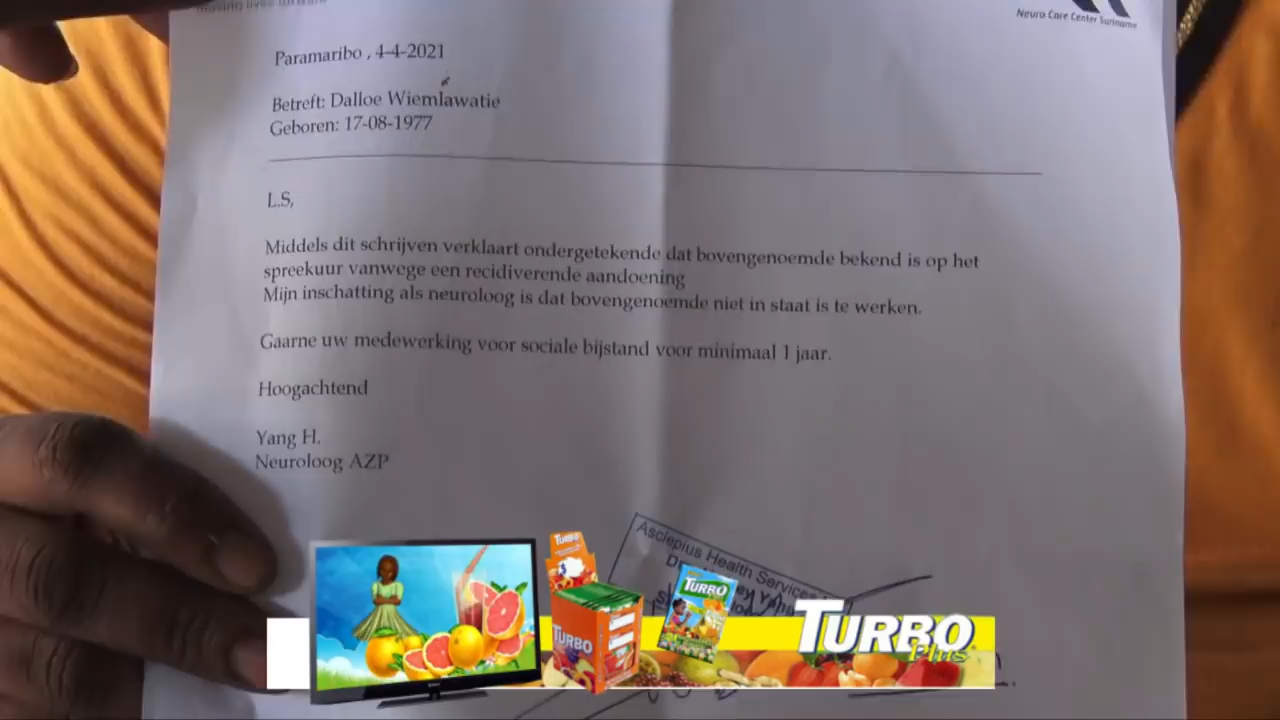 Neuro Care Center Suriname
Paramaribo , 4-4-2021
Betreft: Dalloe Wiemlawatie
Geboren: 17-08-1977
L.S,
Middels dit schrijven verklaart ondergetekende dat bovengenoemde bekend is op het
spreekuur vanwege een recidiverende aandoening
Mijn inschatting als neuroloog is dat bovengenoemde niet in staat is te werken.
Gaarne uw medewerking voor sociale bijstand voor minimaal 1 jaar.
Hoogachtend
Yang H.
Neuroloog AZP
Asclepius Health Services
TURBO
TURBO
TURBO
TURBO
Plus